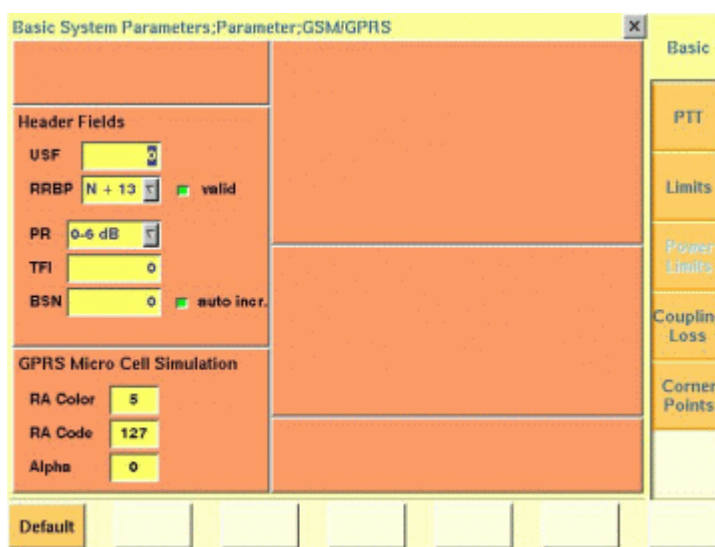 Basic System Parameters;Parameter;GSM/GPRS
Basic
PTT
Limits
Power Limits
Coupling Loss
Corner Points
Header Fields
USF 0
RRBP N + 13 valid
PR 0-6 dB
TFI 0
BSN 0 auto incr.
GPRS Micro Cell Simulation
RA Color 5
RA Code 127
Alpha 0
Default